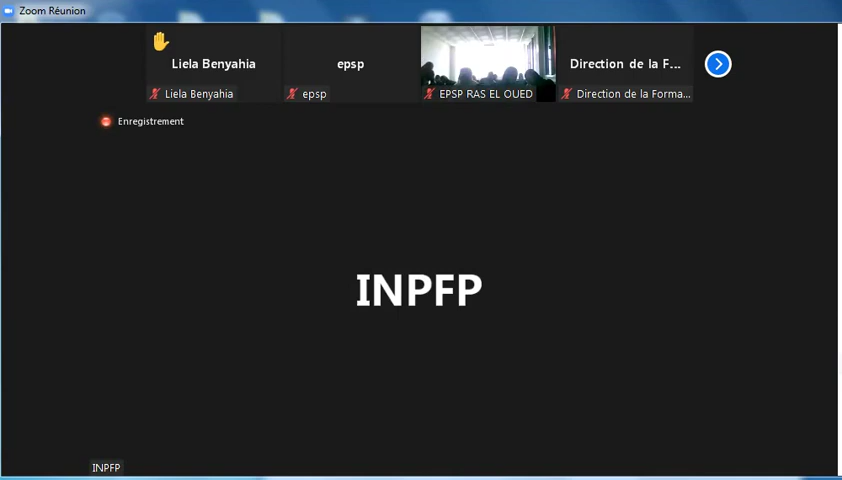 Zoom Réunion
Liela Benyahia
epsp
Direction de la F...
Liela Benyahia
epsp
EPSP RAS EL OUED
Direction de la Forma...
Enregistrement
INPFP
INPFP